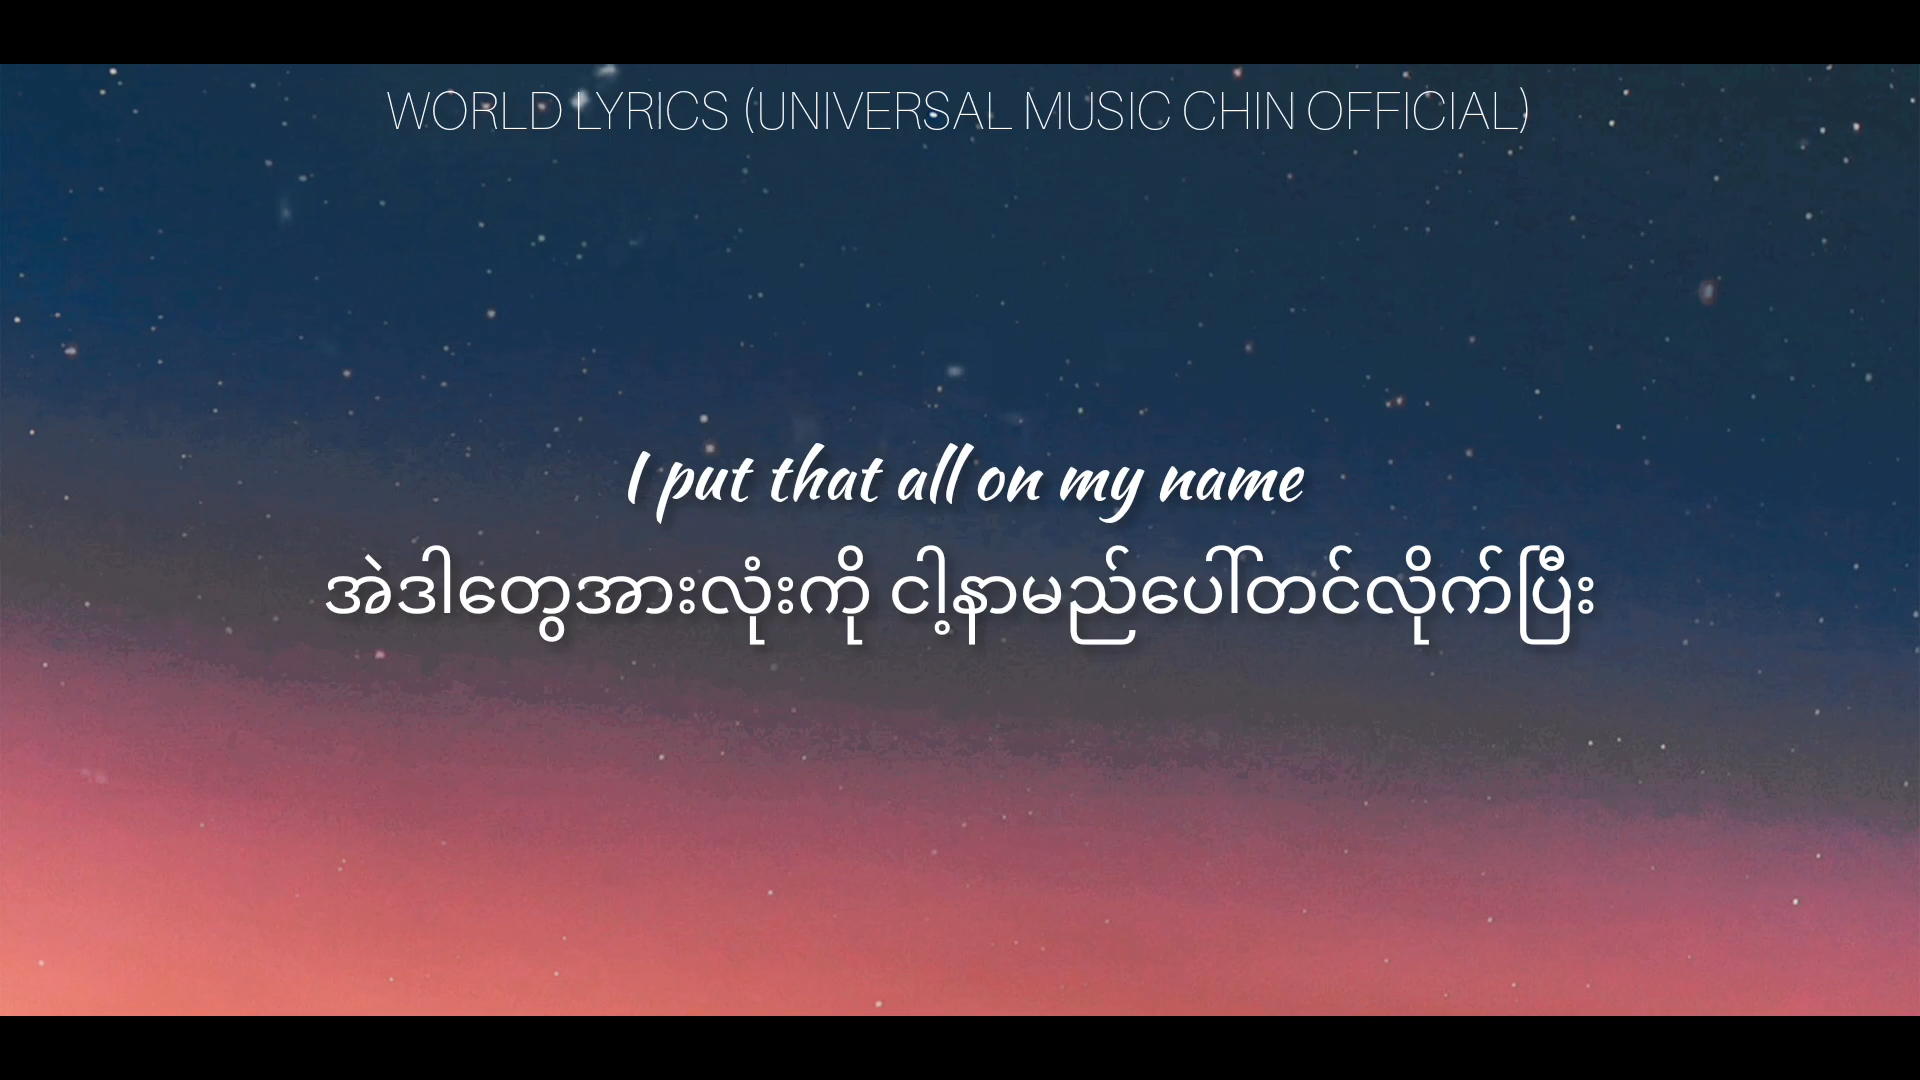 WORLD LYRICS (UNIVERSAL MUSIC CHIN OFFICIAL)
I put that all on my name
အဲဒါတွေအားလုံးကို ငါ့နာမည်ပေါ်တင်လိုက်ပြီး